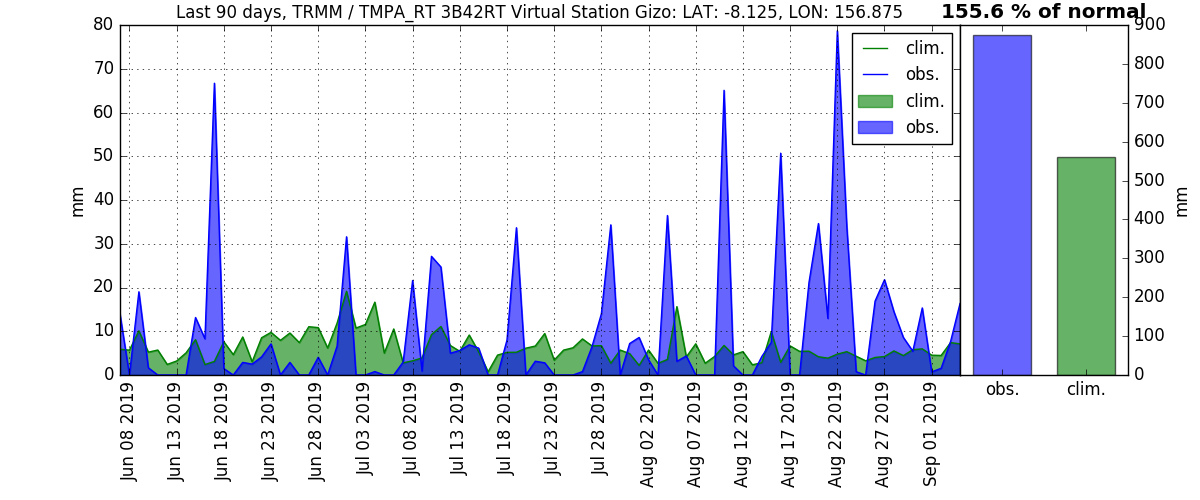 Last 90 days, TRMM / TMPA_RT 3B42RT Virtual Station Gizo: LAT: -8.125, LON: 156.875
155.6 % of normal
80
70
60
50
40
30
20
10
0
mm
clim.
obs.
clim.
obs.
900
800
700
600
500
400
300
200
100
0
mm
obs.
clim.
Jun 08 2019
Jun 13 2019
Jun 18 2019
Jun 23 2019
Jun 28 2019
Jul 03 2019
Jul 08 2019
Jul 13 2019
Jul 18 2019
Jul 23 2019
Jul 28 2019
Aug 02 2019
Aug 07 2019
Aug 12 2019
Aug 17 2019
Aug 22 2019
Aug 27 2019
Sep 01 2019